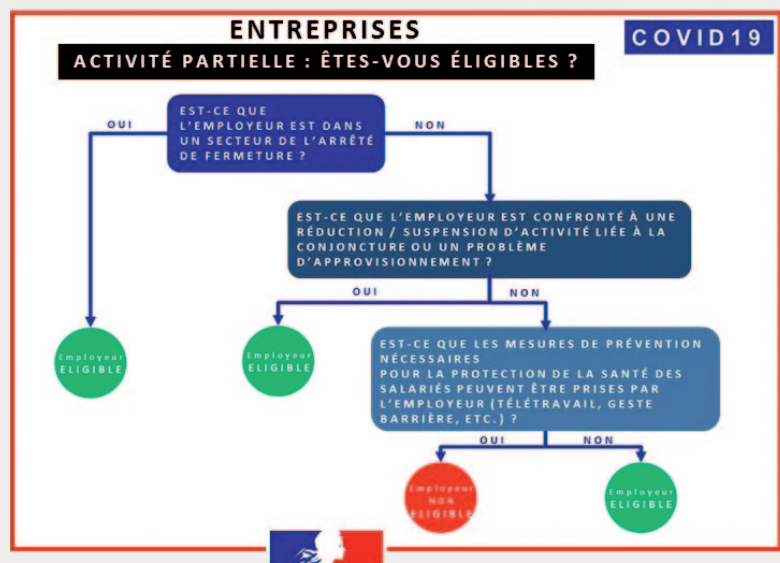 ENTREPRISES
COVID19
ACTIVITÉ PARTIELLE : ÊTES-VOUS ÉLIGIBLES ?
EST-CE QUE
L'EMPLOYEUR EST DANS
UN SECTEUR DE L'ARRÊTÉ
DE FERMETURE ?
OUI
NON
EST-CE QUE L'EMPLOYEUR EST CONFRONTÉ À UNE
RÉDUCTION / SUSPENSION D'ACTIVITÉ LIÉE À LA
CONJONCTURE OU UN PROBLÈME
D'APPROVISIONNEMENT ?
OUI
NON
Employeur
ELIGIBLE
Employeur
ELIGIBLE
EST-CE QUE LES MESURES DE PRÉVENTION
NÉCESSAIRES
POUR LA PROTECTION DE LA SANTÉ DES
SALARIÉS PEUVENT ÊTRE PRISES PAR
L'EMPLOYEUR (TÉLÉTRAVAIL, GESTE
BARRIÈRE, ETC.) ?
OUI
NON
Employeur
NON
ELIGIBLE
Employeur
ELIGIBLE